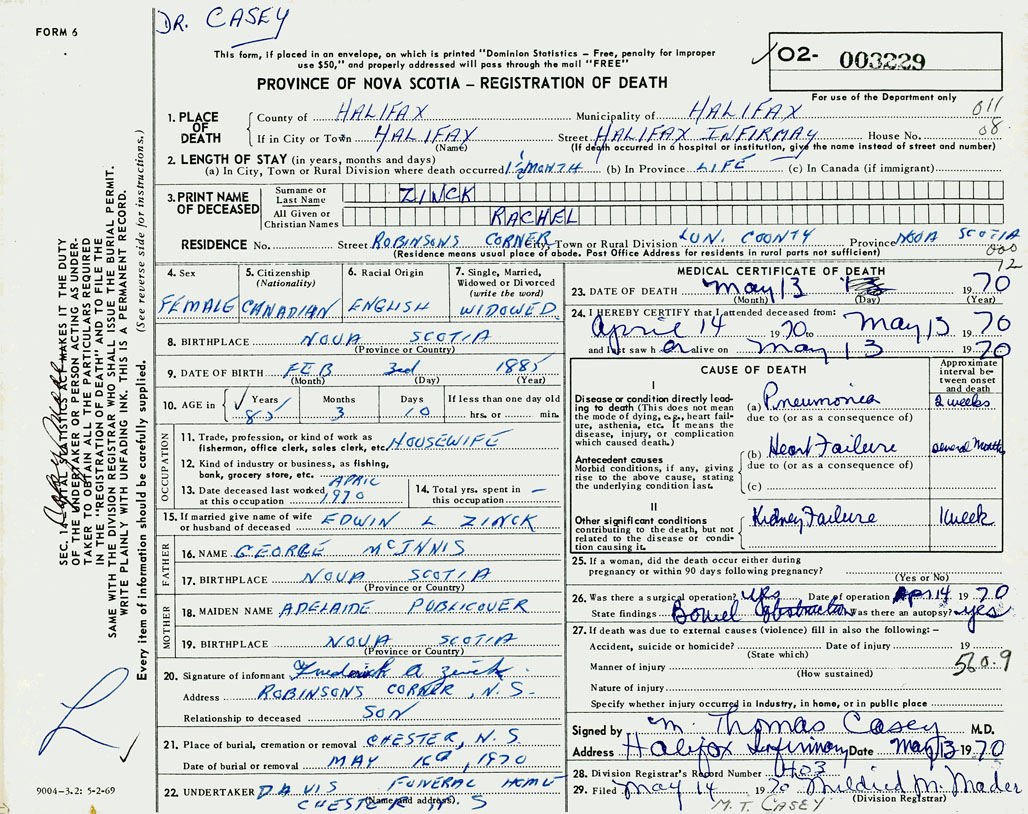 FORM 6
DR. CASEY
This form, if placed in an envelope, on which is printed "Dominion Statistics – Free, penalty for improper
use $50," and properly addressed will pass through the mail "FREE"
PROVINCE OF NOVA SCOTIA – REGISTRATION OF DEATH
02- 003229
For use of the Department only
011
08
1. PLACE OF DEATH
County of HALIFAX Municipality of HALIFAX
If in City or Town HALIFAX Street HALIFAX INFIRMAY House No.
(Name) (If death occurred in a hospital or institution, give the name instead of street and number)
2. LENGTH OF STAY (in years, months and days)
(a) In City, Town or Rural Division where death occurred 1½ MONTH (b) In Province LIFE (c) In Canada (if immigrant)
3. PRINT NAME OF DECEASED
Surname or Last Name ZINCK
All Given or Christian Names RACHEL
RESIDENCE No. Street ROBINSONS CORNER City, Town or Rural Division LUN. COUNTY Province NOVA SCOTIA
(Residence means usual place of abode. Post Office Address for residents in rural parts not sufficient)
000
12
4. Sex FEMALE
5. Citizenship (Nationality) CANADIAN
6. Racial Origin ENGLISH
7. Single, Married, Widowed or Divorced (write the word) WIDOWED
8. BIRTHPLACE NOVA SCOTIA
(Province or Country)
9. DATE OF BIRTH FEB 3rd 1885
(Month) (Day) (Year)
10. AGE in Years 85 Months 3 Days 10 If less than one day old hrs. or min.
OCCUPATION
11. Trade, profession, or kind of work as
fisherman, office clerk, sales clerk, etc. HOUSEWIFE
12. Kind of industry or business, as fishing,
bank, grocery store, etc.
13. Date deceased last worked at this occupation APRIL 1970
14. Total yrs. spent in this occupation –
15. If married give name of wife or husband of deceased EDWIN L ZINCK
FATHER
16. NAME GEORGE McINNIS
17. BIRTHPLACE NOVA SCOTIA
(Province or Country)
MOTHER
18. MAIDEN NAME ADELAIDE PUBLICOVER
19. BIRTHPLACE NOVA SCOTIA
(Province or Country)
20. Signature of informant Frederick A Zinck
Address ROBINSONS CORNER, N.S.
Relationship to deceased SON
21. Place of burial, cremation or removal CHESTER, N.S.
Date of burial or removal MAY 16th, 1970
22. UNDERTAKER DAVIS FUNERAL HOME
CHESTER N S
(Name and address)
MEDICAL CERTIFICATE OF DEATH
23. DATE OF DEATH May 13 1970
(Month) (Day) (Year)
24. I HEREBY CERTIFY that I attended deceased from:
April 14 1970 to May 13 1970
and last saw her alive on May 13 1970
CAUSE OF DEATH
Approximate interval between onset and death
I
Disease or condition directly leading to death (This does not mean the mode of dying, e.g., heart failure, asthenia, etc. It means the disease, injury, or complication which caused death.)
(a) Pneumonia 2 weeks
due to (or as a consequence of)
Antecedent causes
Morbid conditions, if any, giving rise to the above cause, stating the underlying condition last.
(b) Heart Failure several Months
due to (or as a consequence of)
(c)
II
Other significant conditions
contributing to the death, but not related to the disease or condition causing it.
Kidney Failure 1 week
25. If a woman, did the death occur either during
pregnancy or within 90 days following pregnancy?
(Yes or No)
26. Was there a surgical operation? yes Date of operation Apr 14 1970
State findings Bowel obstruction Was there an autopsy? yes
27. If death was due to external causes (violence) fill in also the following: –
Accident, suicide or homicide? Date of injury 19
(State which)
Manner of injury 560.9
(How sustained)
Nature of injury
Specify whether injury occurred in industry, in home, or in public place
Signed by M. Thomas Casey M.D.
Address Halifax Infirmary Date May 13 1970
28. Division Registrar's Record Number 403
29. Filed May 14 1970 Mildred M. Mader
(Division Registrar)
M.T. CASEY
SEC. 14 VITAL STATISTICS ACT MAKES IT THE DUTY
OF THE UNDERTAKER OR PERSON ACTING AS UNDER-
TAKER TO OBTAIN ALL THE PARTICULARS REQUIRED
IN THE "REGISTRATION OF DEATH" AND TO FILE THE
SAME WITH THE DIVISION REGISTRAR WHO SHALL ISSUE THE BURIAL PERMIT.
WRITE PLAINLY WITH UNFADING INK. THIS IS A PERMANENT RECORD.
Every item of information should be carefully supplied. (See reverse side for instructions.)
9004-3.2: 5-2-69